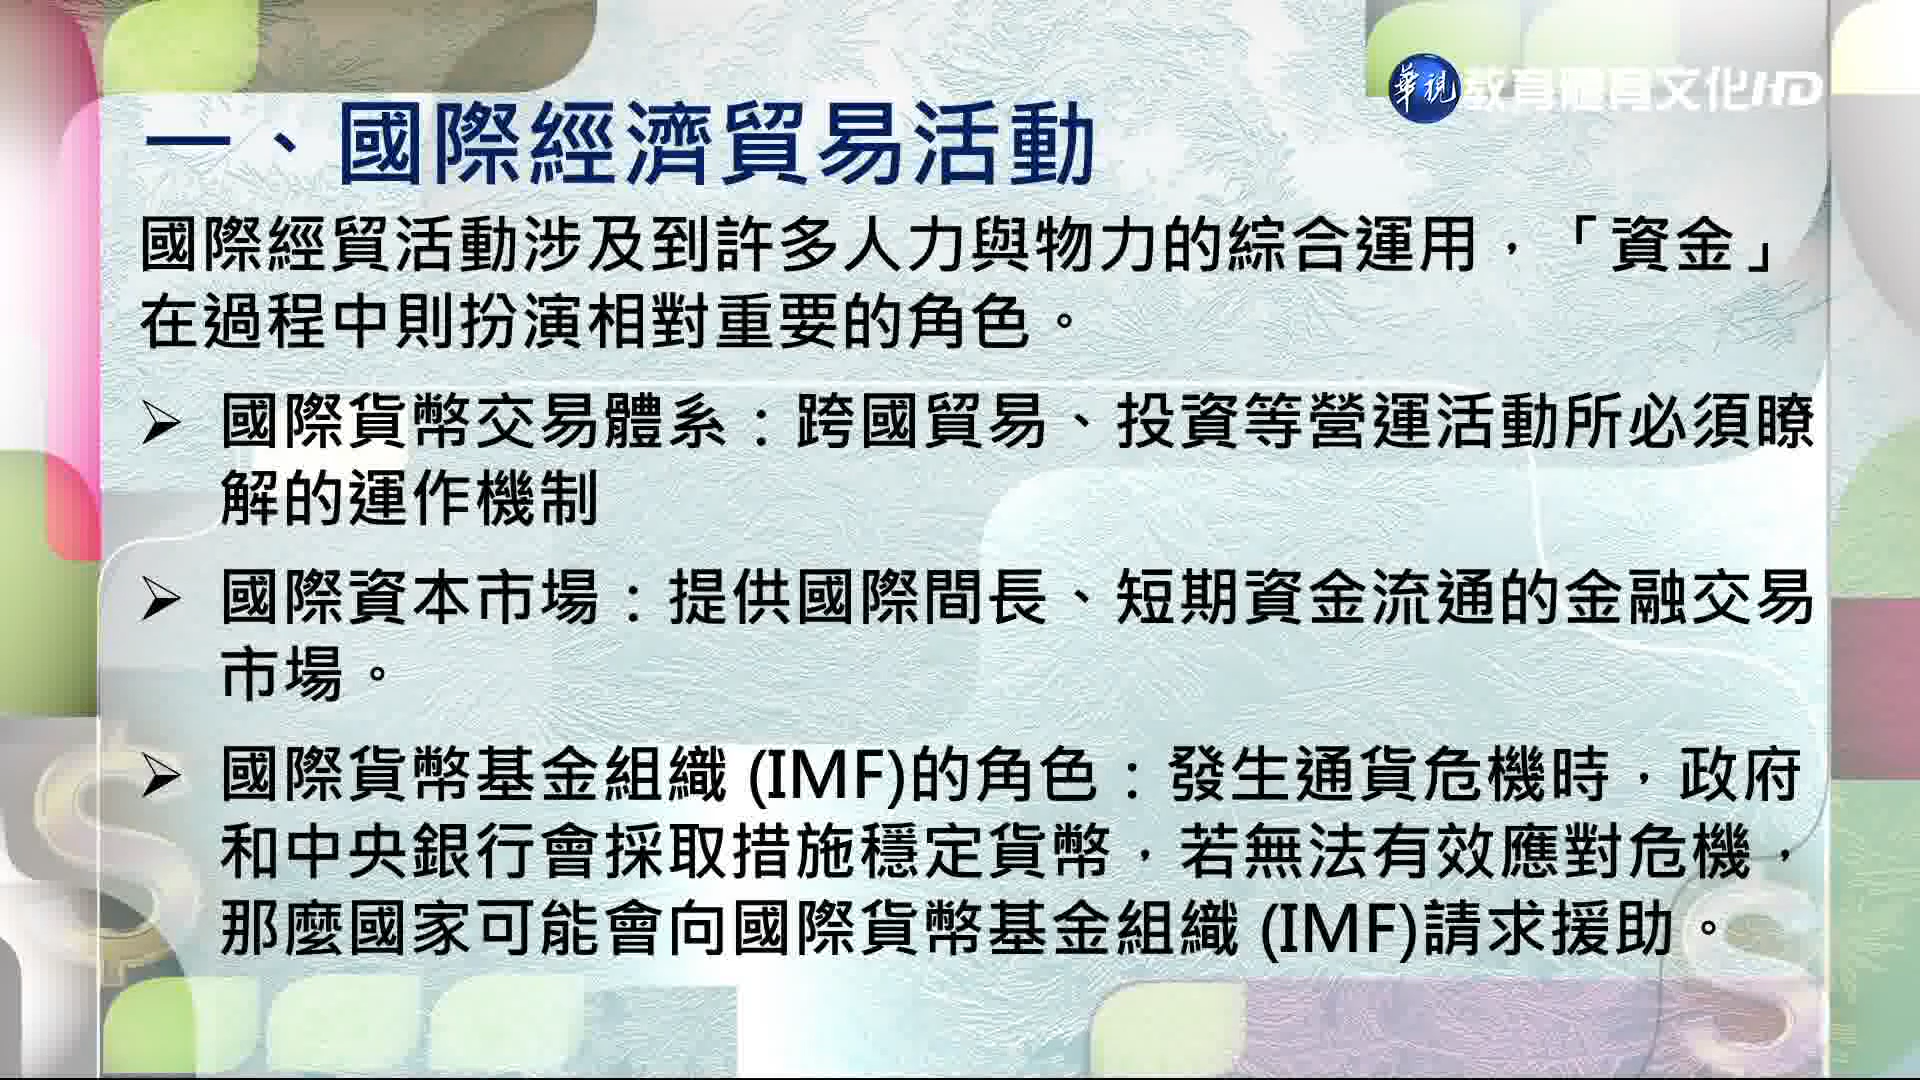 華視 教育體育文化HD
一、國際經濟貿易活動
國際經貿活動涉及到許多人力與物力的綜合運用，「資金」
在過程中則扮演相對重要的角色。
➢ 國際貨幣交易體系：跨國貿易、投資等營運活動所必須瞭
解的運作機制
➢ 國際資本市場：提供國際間長、短期資金流通的金融交易
市場。
➢ 國際貨幣基金組織 (IMF)的角色：發生通貨危機時，政府
和中央銀行會採取措施穩定貨幣，若無法有效應對危機，
那麼國家可能會向國際貨幣基金組織 (IMF)請求援助。